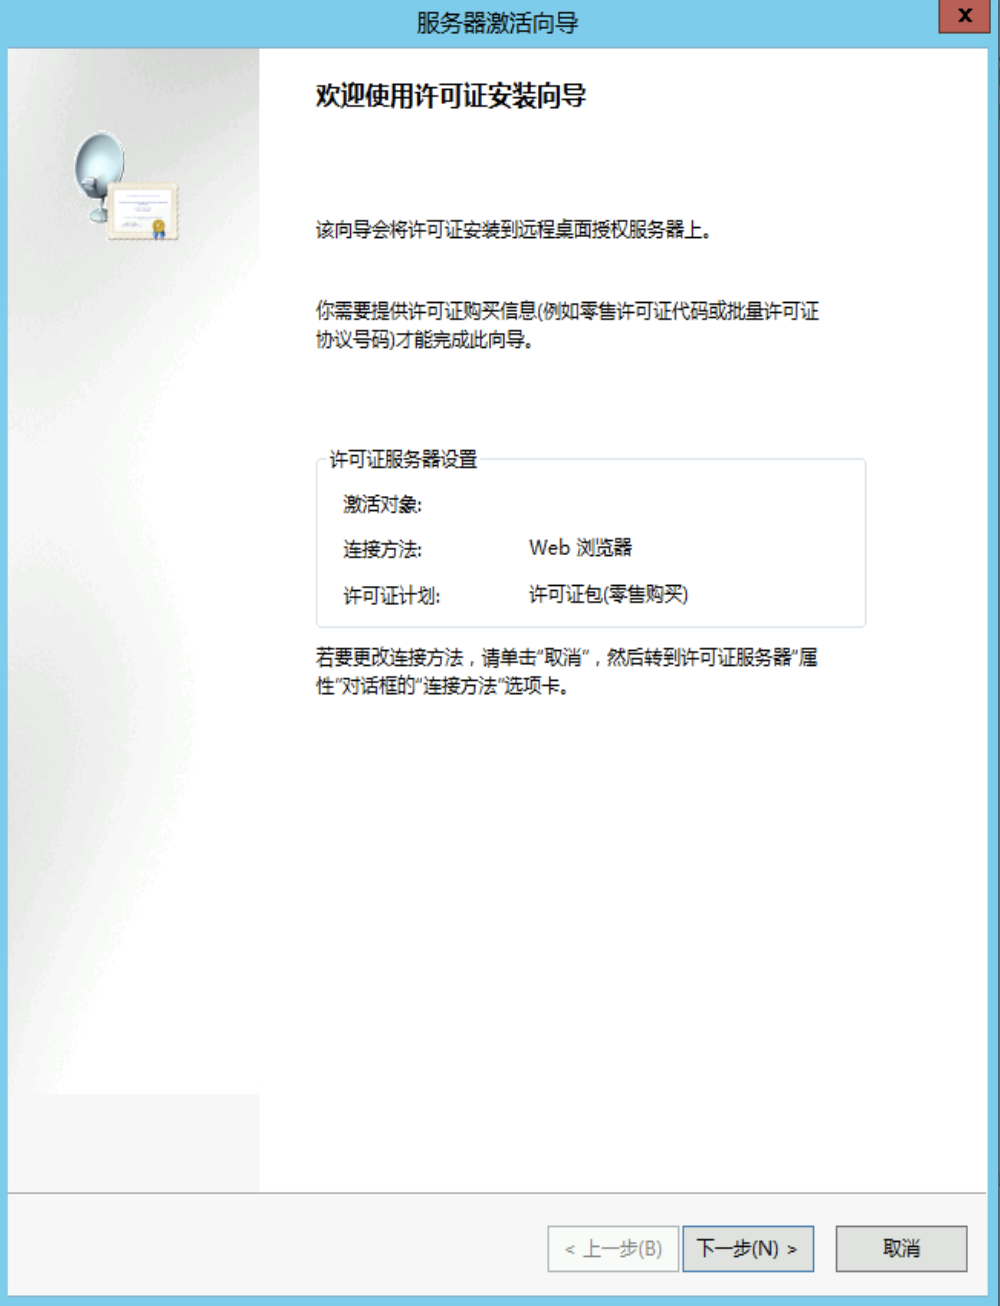 服务器激活向导
x
欢迎使用许可证安装向导
该向导会将许可证安装到远程桌面授权服务器上。
你需要提供许可证购买信息(例如零售许可证代码或批量许可证
协议号码)才能完成此向导。
许可证服务器设置
激活对象:
连接方法: Web 浏览器
许可证计划: 许可证包(零售购买)
若要更改连接方法，请单击"取消"，然后转到许可证服务器"属
性"对话框的"连接方法"选项卡。
< 上一步(B) 下一步(N) > 取消